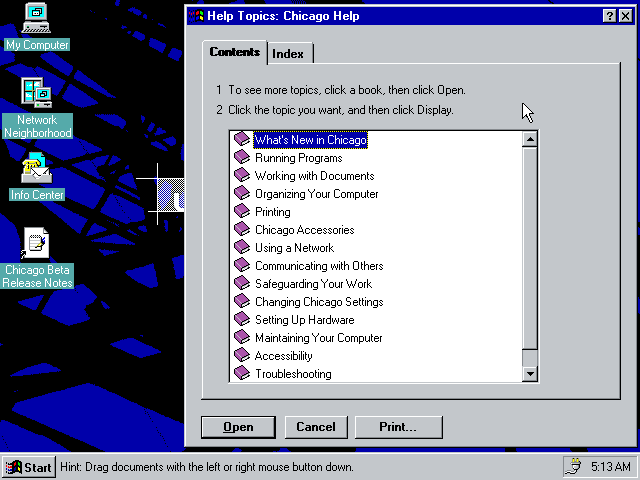 My Computer
Network
Neighborhood
Info Center
Chicago Beta
Release Notes
Help Topics: Chicago Help
Contents
Index
1 To see more topics, click a book, then click Open.
2 Click the topic you want, and then click Display.
What's New in Chicago
Running Programs
Working with Documents
Organizing Your Computer
Printing
Chicago Accessories
Using a Network
Communicating with Others
Safeguarding Your Work
Changing Chicago Settings
Setting Up Hardware
Maintaining Your Computer
Accessibility
Troubleshooting
Open
Cancel
Print...
Start
Hint: Drag documents with the left or right mouse button down.
5:13 AM